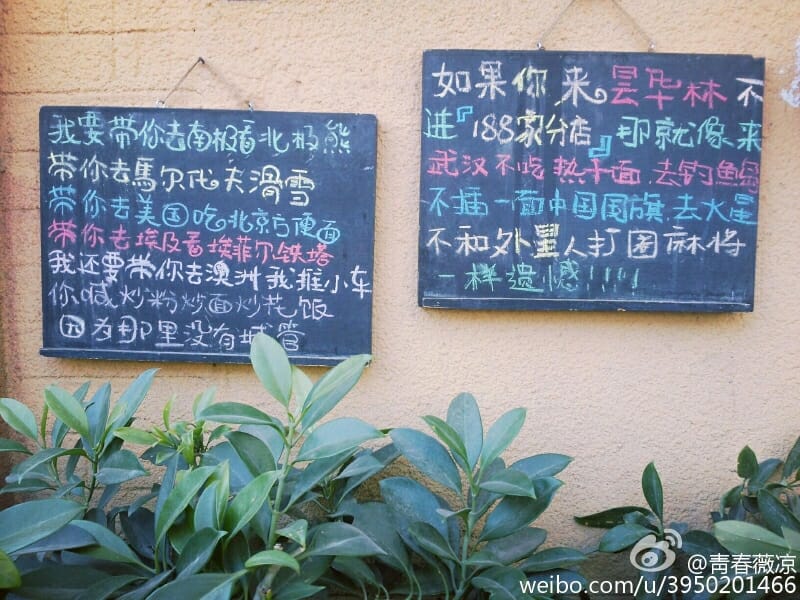 我要带你去南极看北极熊
带你去馬尔代夫滑雪
带你去美国吃北京方便面
带你去埃及看埃菲尔铁塔
我还要带你去澳洲我推小车
你喊炒粉炒面炒花饭
因为那里没有城管
如果你来昙华林不
进『188家分店』那就像来
武汉不吃热干面去钓鱼岛
不插一面中国国旗去火星
不和外星人打圈麻将
一样遗憾!!!!
@青春薇凉
weibo.com/u/3950201466